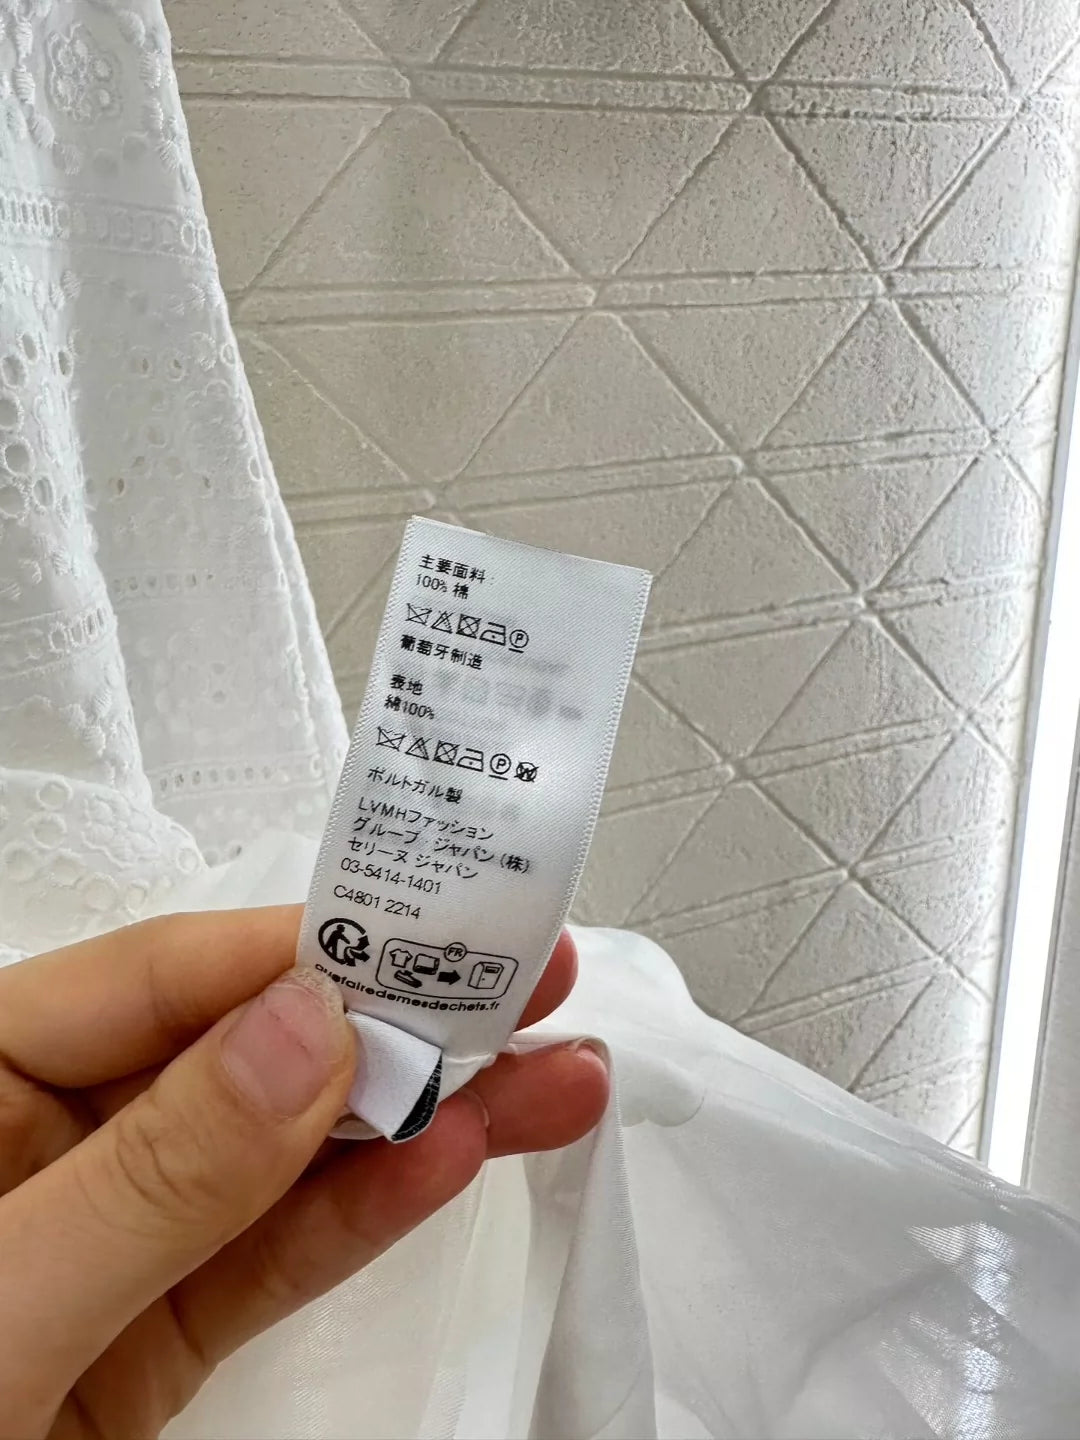 主要面料:
100% 棉
P
葡萄牙制造
表地
綿100%
P W
ポルトガル製
LVMHファッション
グループ ジャパン (株)
セリーヌ ジャパン
03-5414-1401
C4801 2214
FR
quefairedemesdechets.fr